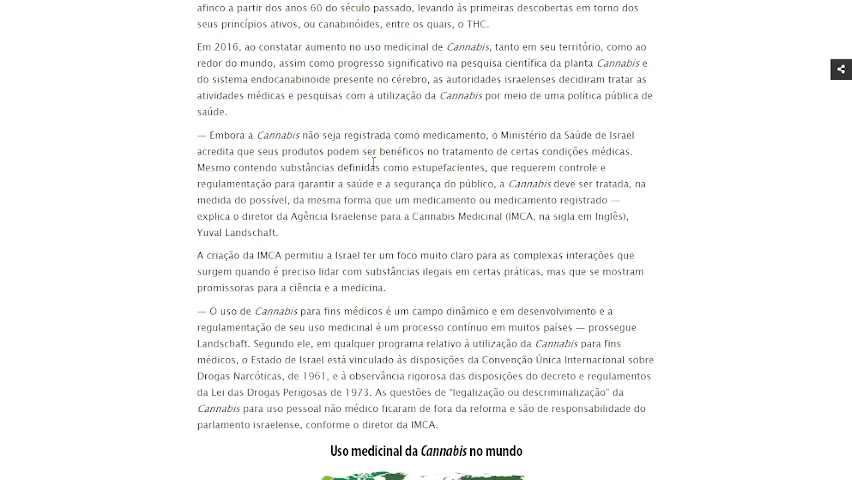 afinco a partir dos anos 60 do século passado, levando às primeiras descobertas em torno dos
seus princípios ativos, ou canabinóides, entre os quais, o THC.
Em 2016, ao constatar aumento no uso medicinal de Cannabis, tanto em seu território, como ao
redor do mundo, assim como progresso significativo na pesquisa científica da planta Cannabis e
do sistema endocanabinoide presente no cérebro, as autoridades israelenses decidiram tratar as
atividades médicas e pesquisas com a utilização da Cannabis por meio de uma política pública de
saúde.
— Embora a Cannabis não seja registrada como medicamento, o Ministério da Saúde de Israel
acredita que seus produtos podem ser benéficos no tratamento de certas condições médicas.
Mesmo contendo substâncias definidas como estupefacientes, que requerem controle e
regulamentação para garantir a saúde e a segurança do público, a Cannabis deve ser tratada, na
medida do possível, da mesma forma que um medicamento ou medicamento registrado —
explica o diretor da Agência Israelense para a Cannabis Medicinal (IMCA, na sigla em Inglês),
Yuval Landschaft.
A criação da IMCA permitiu a Israel ter um foco muito claro para as complexas interações que
surgem quando é preciso lidar com substâncias ilegais em certas práticas, mas que se mostram
promissoras para a ciência e a medicina.
— O uso de Cannabis para fins médicos é um campo dinâmico e em desenvolvimento e a
regulamentação de seu uso medicinal é um processo contínuo em muitos países — prossegue
Landschaft. Segundo ele, em qualquer programa relativo à utilização da Cannabis para fins
médicos, o Estado de Israel está vinculado às disposições da Convenção Única Internacional sobre
Drogas Narcóticas, de 1961, e à observância rigorosa das disposições do decreto e regulamentos
da Lei das Drogas Perigosas de 1973. As questões de “legalização ou descriminalização” da
Cannabis para uso pessoal não médico ficaram de fora da reforma e são de responsabilidade do
parlamento israelense, conforme o diretor da IMCA.
Uso medicinal da Cannabis no mundo